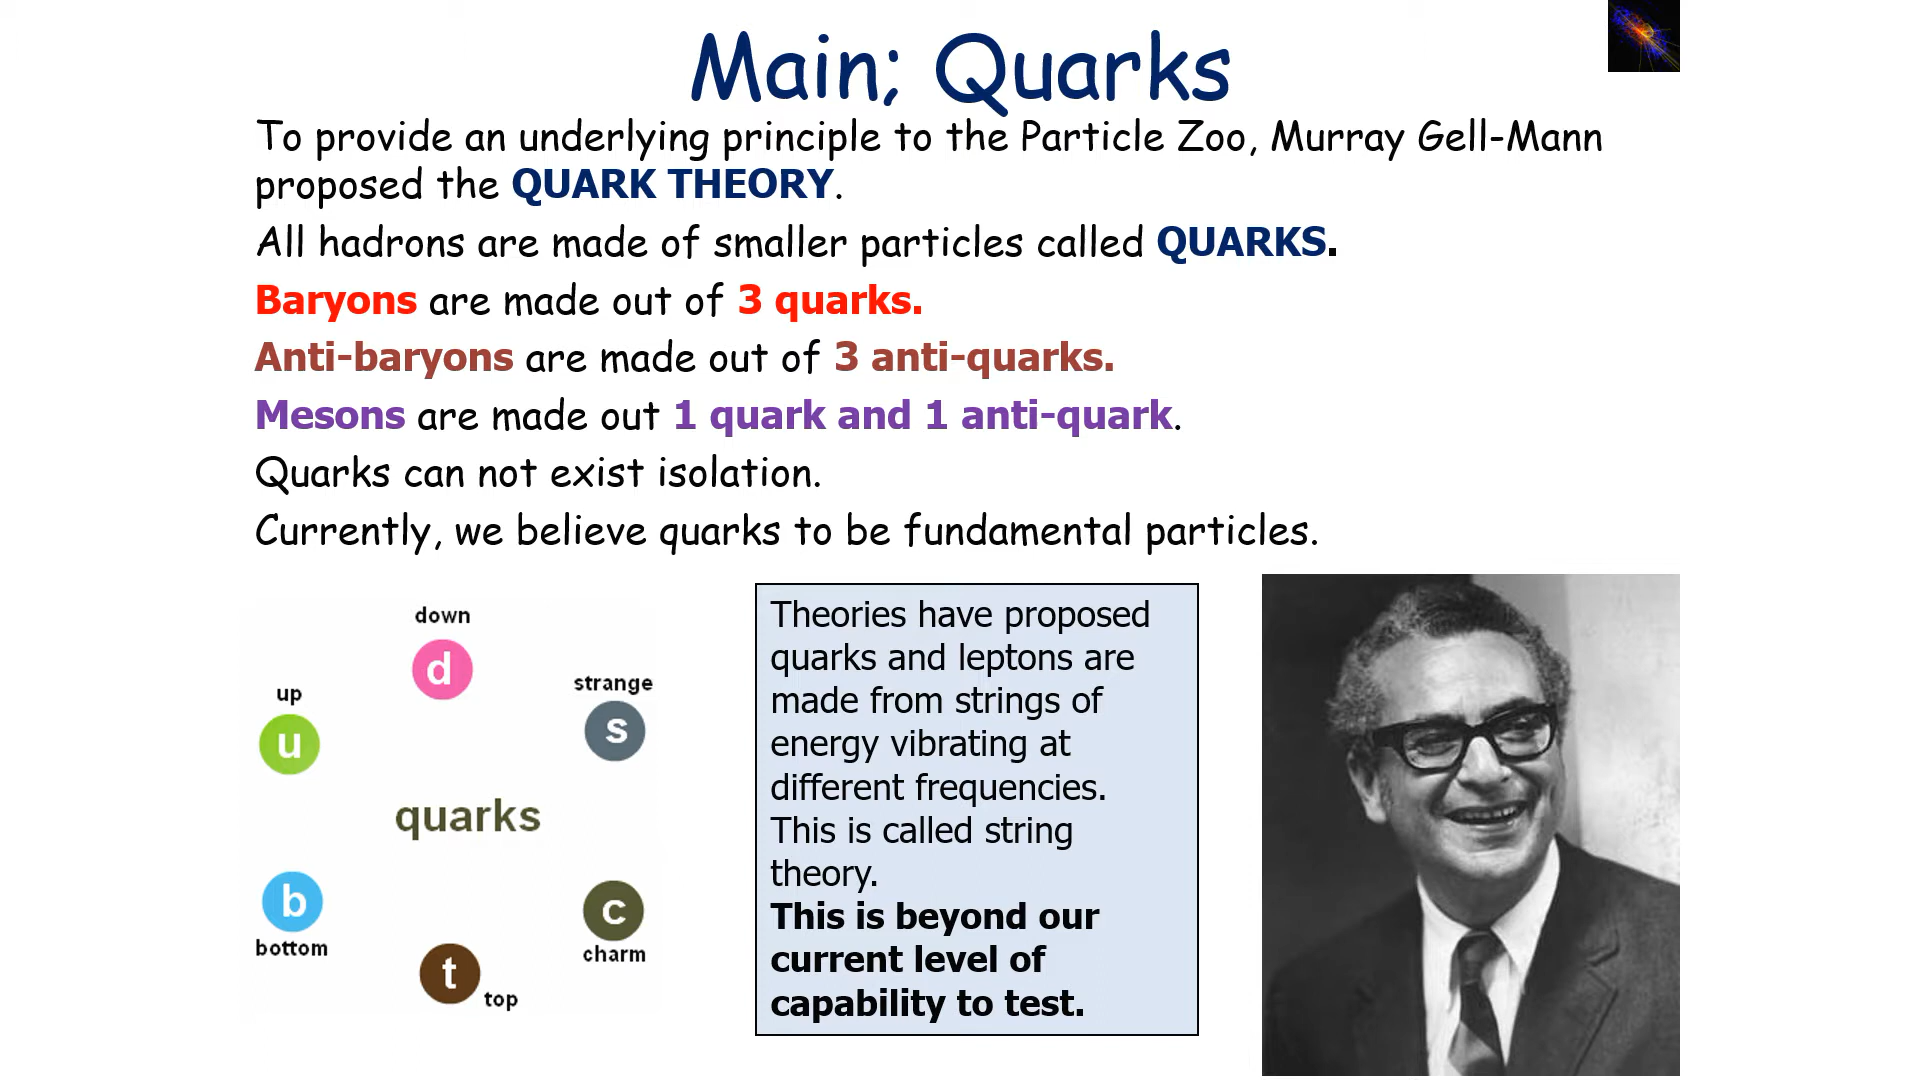 Main; Quarks
To provide an underlying principle to the Particle Zoo, Murray Gell-Mann
proposed the QUARK THEORY.
All hadrons are made of smaller particles called QUARKS.
Baryons are made out of 3 quarks.
Anti-baryons are made out of 3 anti-quarks.
Mesons are made out 1 quark and 1 anti-quark.
Quarks can not exist isolation.
Currently, we believe quarks to be fundamental particles.
down
d
strange
s
up
u
quarks
b
bottom
c
charm
t
top
Theories have proposed
quarks and leptons are
made from strings of
energy vibrating at
different frequencies.
This is called string
theory.
This is beyond our
current level of
capability to test.